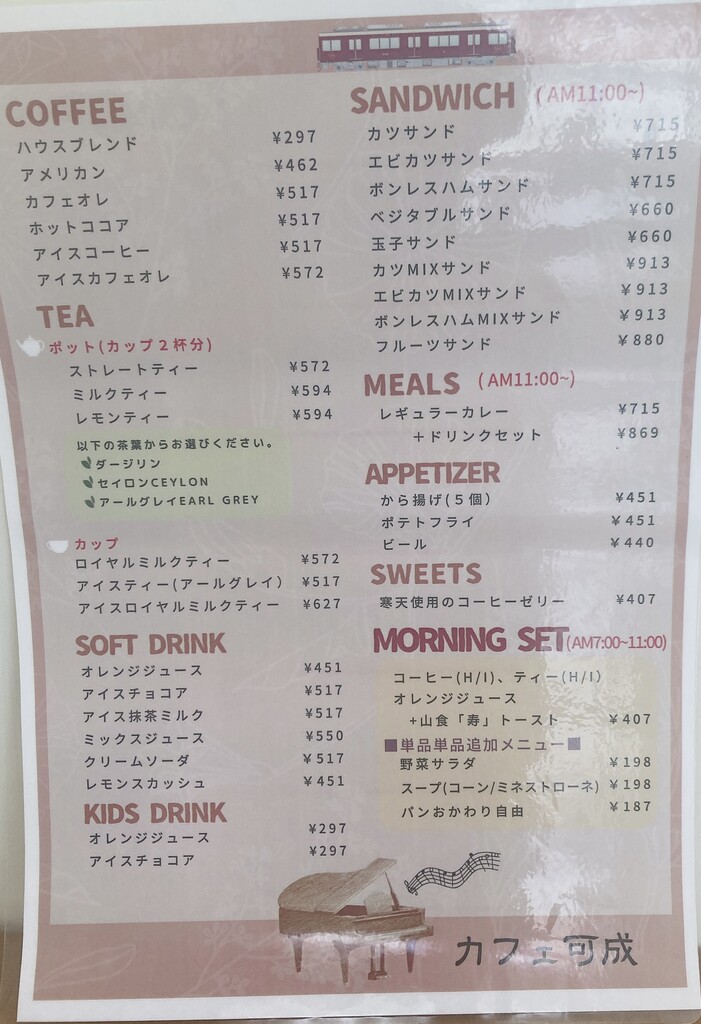 COFFEE
ハウスブレンド ¥297
アメリカン ¥462
カフェオレ ¥517
ホットココア ¥517
アイスコーヒー ¥517
アイスカフェオレ ¥572
TEA
ポット(カップ2杯分)
ストレートティー ¥572
ミルクティー ¥594
レモンティー ¥594
以下の茶葉からお選びください。
ダージリン
セイロンCEYLON
アールグレイEARL GREY
カップ
ロイヤルミルクティー ¥572
アイスティー(アールグレイ) ¥517
アイスロイヤルミルクティー ¥627
SOFT DRINK
オレンジジュース ¥451
アイスチョコア ¥517
アイス抹茶ミルク ¥517
ミックスジュース ¥550
クリームソーダ ¥517
レモンスカッシュ ¥451
KIDS DRINK
オレンジジュース ¥297
アイスチョコア ¥297
SANDWICH (AM11:00~)
カツサンド ¥715
エビカツサンド ¥715
ボンレスハムサンド ¥715
ベジタブルサンド ¥660
玉子サンド ¥660
カツMIXサンド ¥913
エビカツMIXサンド ¥913
ボンレスハムMIXサンド ¥913
フルーツサンド ¥880
MEALS (AM11:00~)
レギュラーカレー ¥715
+ドリンクセット ¥869
APPETIZER
から揚げ(5個) ¥451
ポテトフライ ¥451
ビール ¥440
SWEETS
寒天使用のコーヒーゼリー ¥407
MORNING SET(AM7:00~11:00)
コーヒー(H/I)、ティー(H/I)
オレンジジュース
+山食「寿」トースト ¥407
■単品単品追加メニュー■
野菜サラダ ¥198
スープ(コーン/ミネストローネ) ¥198
パンおかわり自由 ¥187
カフェ可成